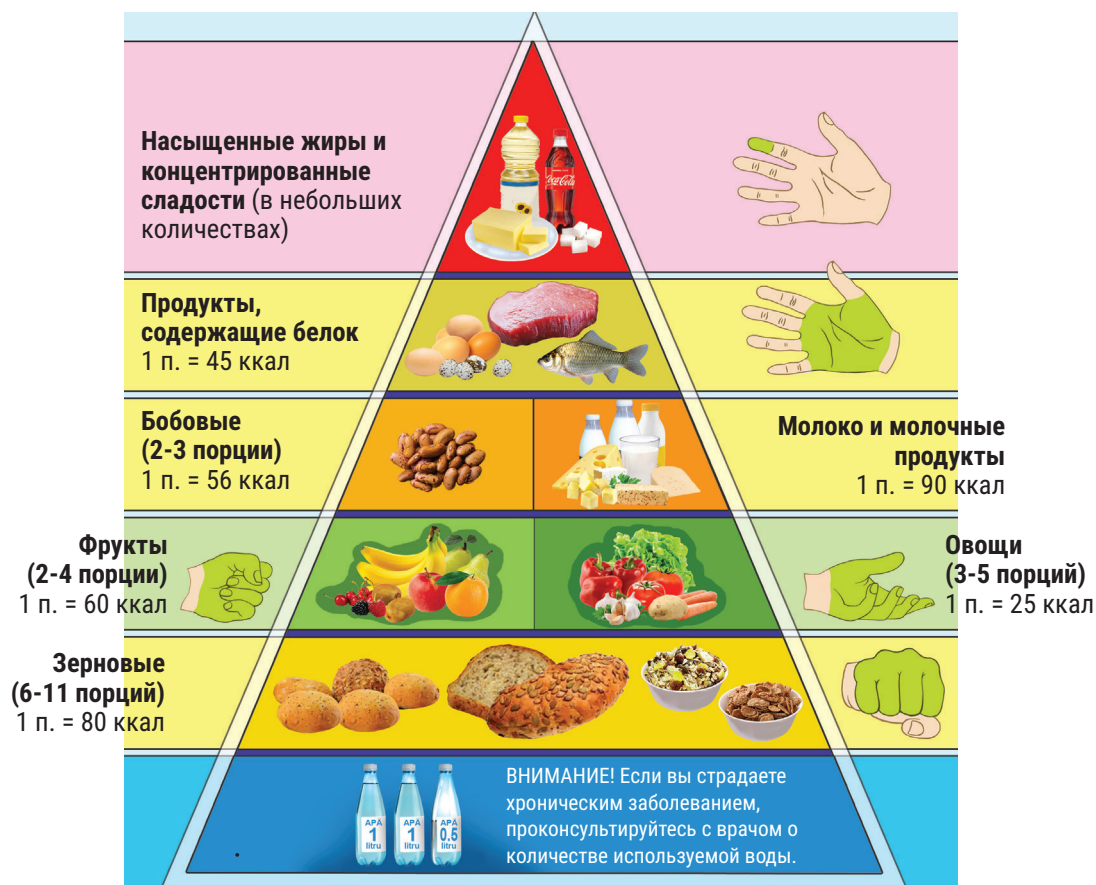 Насыщенные жиры и
концентрированные
сладости (в небольших
количествах)
Coca-Cola
Продукты,
содержащие белок
1 п. = 45 ккал
Бобовые
(2-3 порции)
1 п. = 56 ккал
Молоко и молочные
продукты
1 п. = 90 ккал
Фрукты
(2-4 порции)
1 п. = 60 ккал
Овощи
(3-5 порций)
1 п. = 25 ккал
Зерновые
(6-11 порций)
1 п. = 80 ккал
APĂ
1
litru
APĂ
1
litru
APĂ
0.5
litru
ВНИМАНИЕ! Если вы страдаете
хроническим заболеванием,
проконсультируйтесь с врачом о
количестве используемой воды.